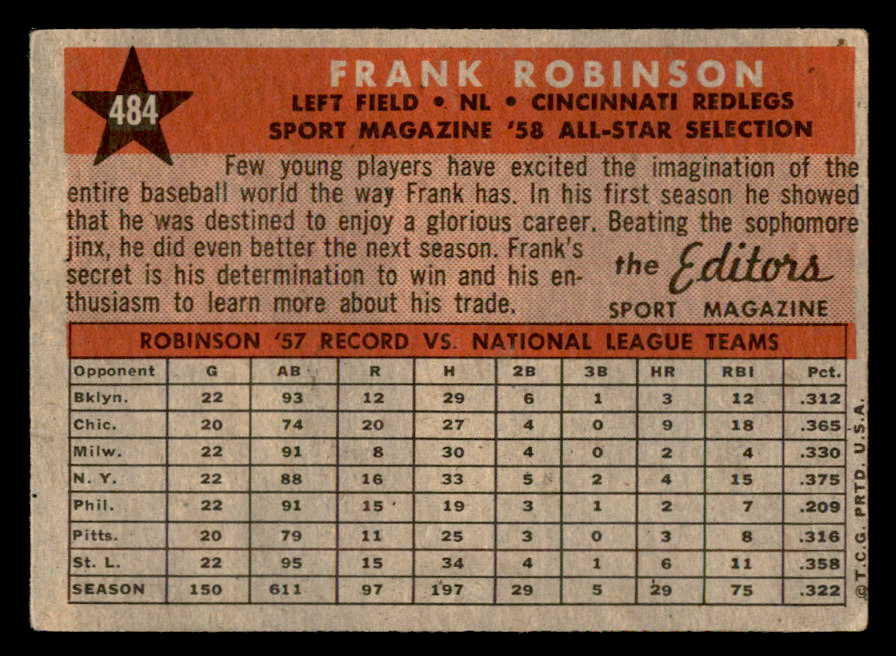 484
FRANK ROBINSON
LEFT FIELD • NL • CINCINNATI REDLEGS
SPORT MAGAZINE '58 ALL-STAR SELECTION
Few young players have excited the imagination of the
entire baseball world the way Frank has. In his first season he showed
that he was destined to enjoy a glorious career. Beating the sophomore
jinx, he did even better the next season. Frank's
secret is his determination to win and his en-
thusiasm to learn more about his trade.
the Editors
SPORT MAGAZINE
ROBINSON '57 RECORD VS. NATIONAL LEAGUE TEAMS
Opponent G AB R H 2B 3B HR RBI Pct.
Bklyn. 22 93 12 29 6 1 3 12 .312
Chic. 20 74 20 27 4 0 9 18 .365
Milw. 22 91 8 30 4 0 2 4 .330
N. Y. 22 88 16 33 5 2 4 15 .375
Phil. 22 91 15 19 3 1 2 7 .209
Pitts. 20 79 11 25 3 0 3 8 .316
St. L. 22 95 15 34 4 1 6 11 .358
SEASON 150 611 97 197 29 5 29 75 .322
© T.C.G. PRTD. U.S.A.